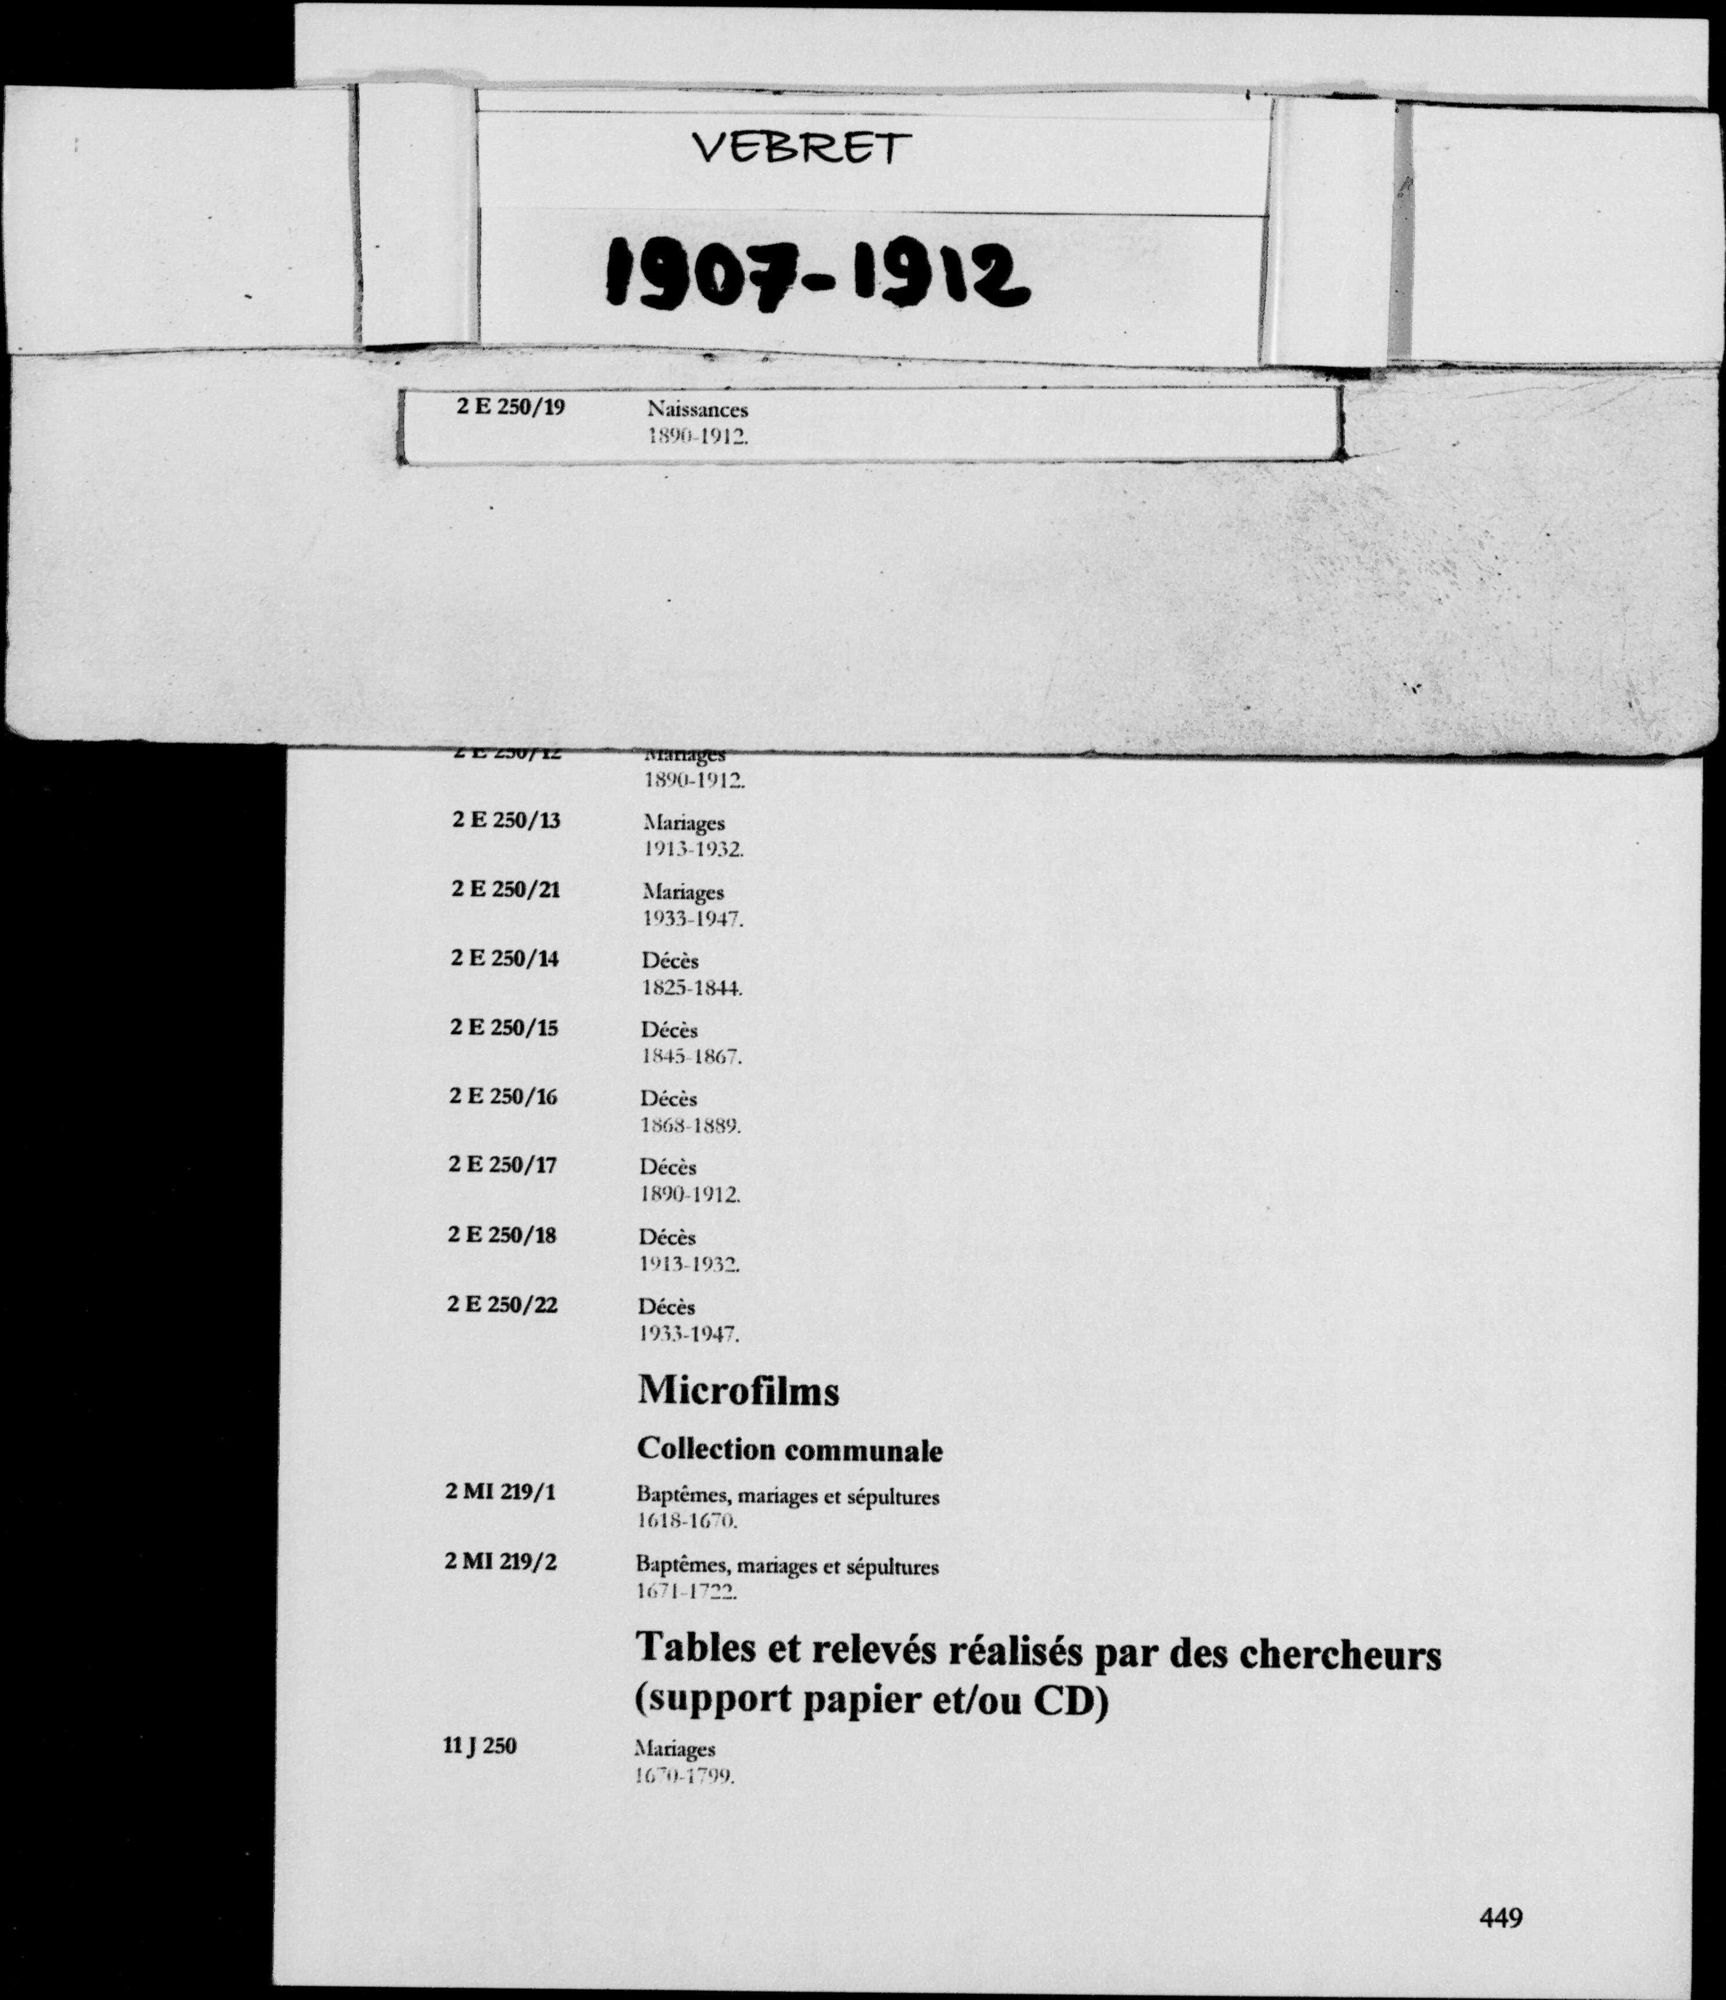 VEBRET
1907-1912
2 E 250/19 Naissances
1890-1912.
2 E 250/12 Mariages
1890-1912.
2 E 250/13 Mariages
1913-1932.
2 E 250/21 Mariages
1933-1947.
2 E 250/14 Décès
1825-1844.
2 E 250/15 Décès
1845-1867.
2 E 250/16 Décès
1868-1889.
2 E 250/17 Décès
1890-1912.
2 E 250/18 Décès
1913-1932.
2 E 250/22 Décès
1933-1947.
Microfilms
Collection communale
2 MI 219/1 Baptêmes, mariages et sépultures
1618-1670.
2 MI 219/2 Baptêmes, mariages et sépultures
1671-1722.
Tables et relevés réalisés par des chercheurs
(support papier et/ou CD)
11 J 250 Mariages
1670-1799.
449